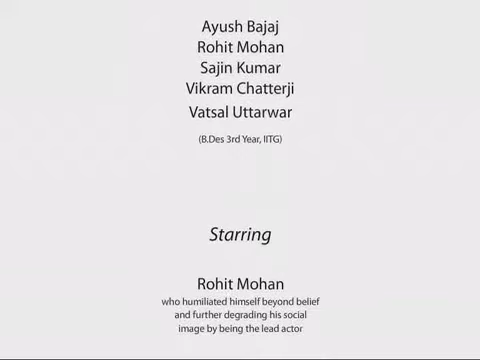 Ayush Bajaj
Rohit Mohan
Sajin Kumar
Vikram Chatterji
Vatsal Uttarwar
(B.Des 3rd Year, IITG)
Starring
Rohit Mohan
who humiliated himself beyond belief
and further degrading his social
image by being the lead actor